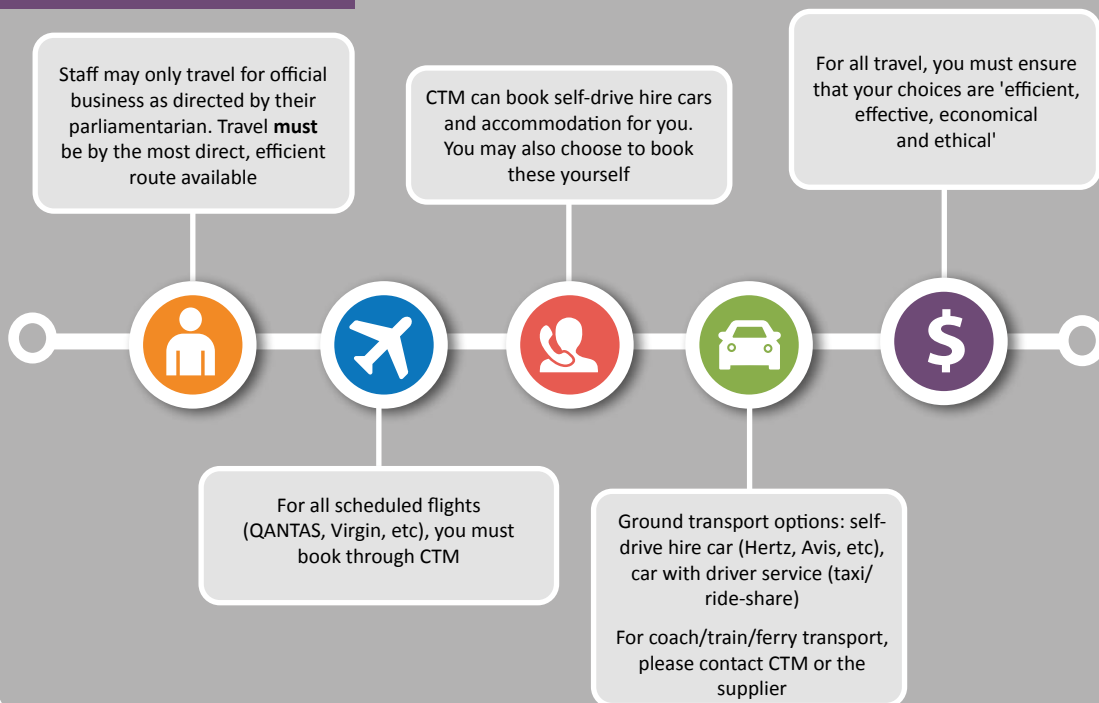 Staff may only travel for official
business as directed by their
parliamentarian. Travel must
be by the most direct, efficient
route available
For all scheduled flights
(QANTAS, Virgin, etc), you must
book through CTM
CTM can book self-drive hire cars
and accommodation for you.
You may also choose to book
these yourself
Ground transport options: self-
drive hire car (Hertz, Avis, etc),
car with driver service (taxi/
ride-share)
For coach/train/ferry transport,
please contact CTM or the
supplier
For all travel, you must ensure
that your choices are 'efficient,
effective, economical
and ethical'
$